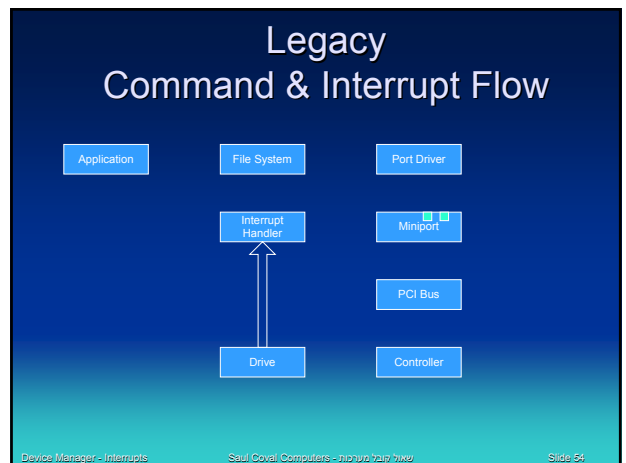 Legacy
Command & Interrupt Flow
Application
File System
Port Driver
Interrupt
Handler
Miniport
PCI Bus
Drive
Controller
Device Manager - Interrupts
Saul Coval Computers - שאול קובל מערכות
Slide 54